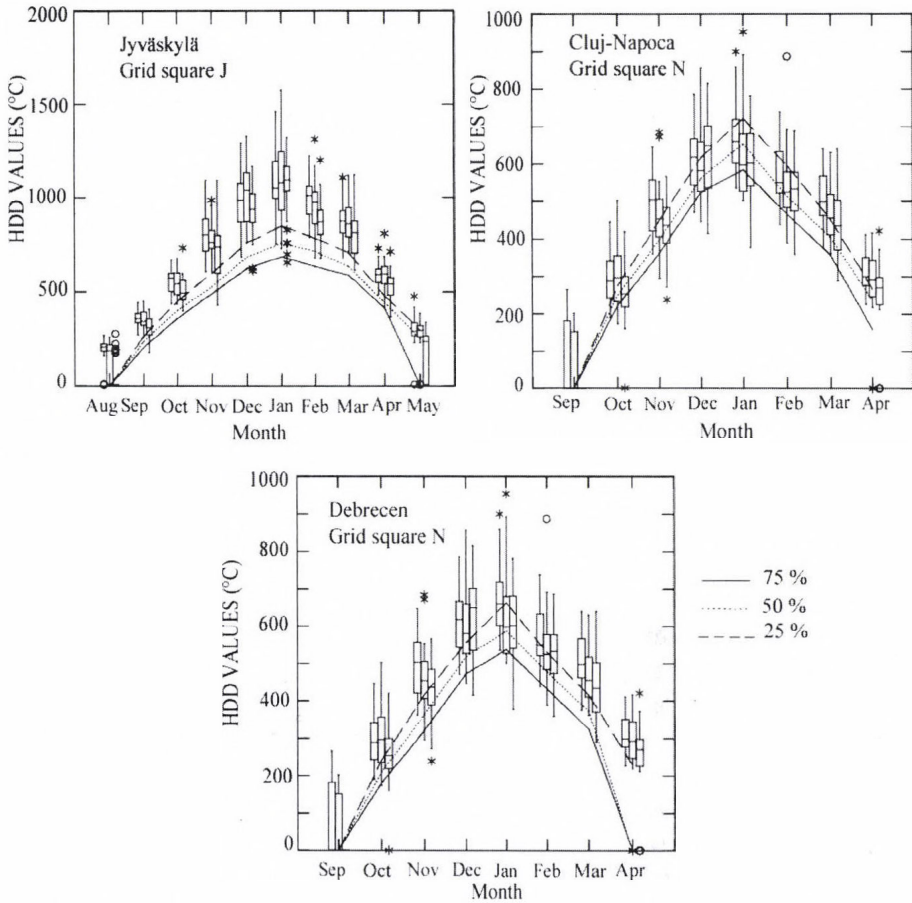 2000
1500
1000
500
0
HDD VALUES (°C)
Jyväskylä
Grid square J
Aug Sep Oct Nov Dec Jan Feb Mar Apr May
Month
1000
800
600
400
200
0
HDD VALUES (°C)
Cluj-Napoca
Grid square N
Sep Oct Nov Dec Jan Feb Mar Apr
Month
1000
800
600
400
200
0
HDD VALUES (°C)
Debrecen
Grid square N
Sep Oct Nov Dec Jan Feb Mar Apr
Month
75 %
50 %
25 %